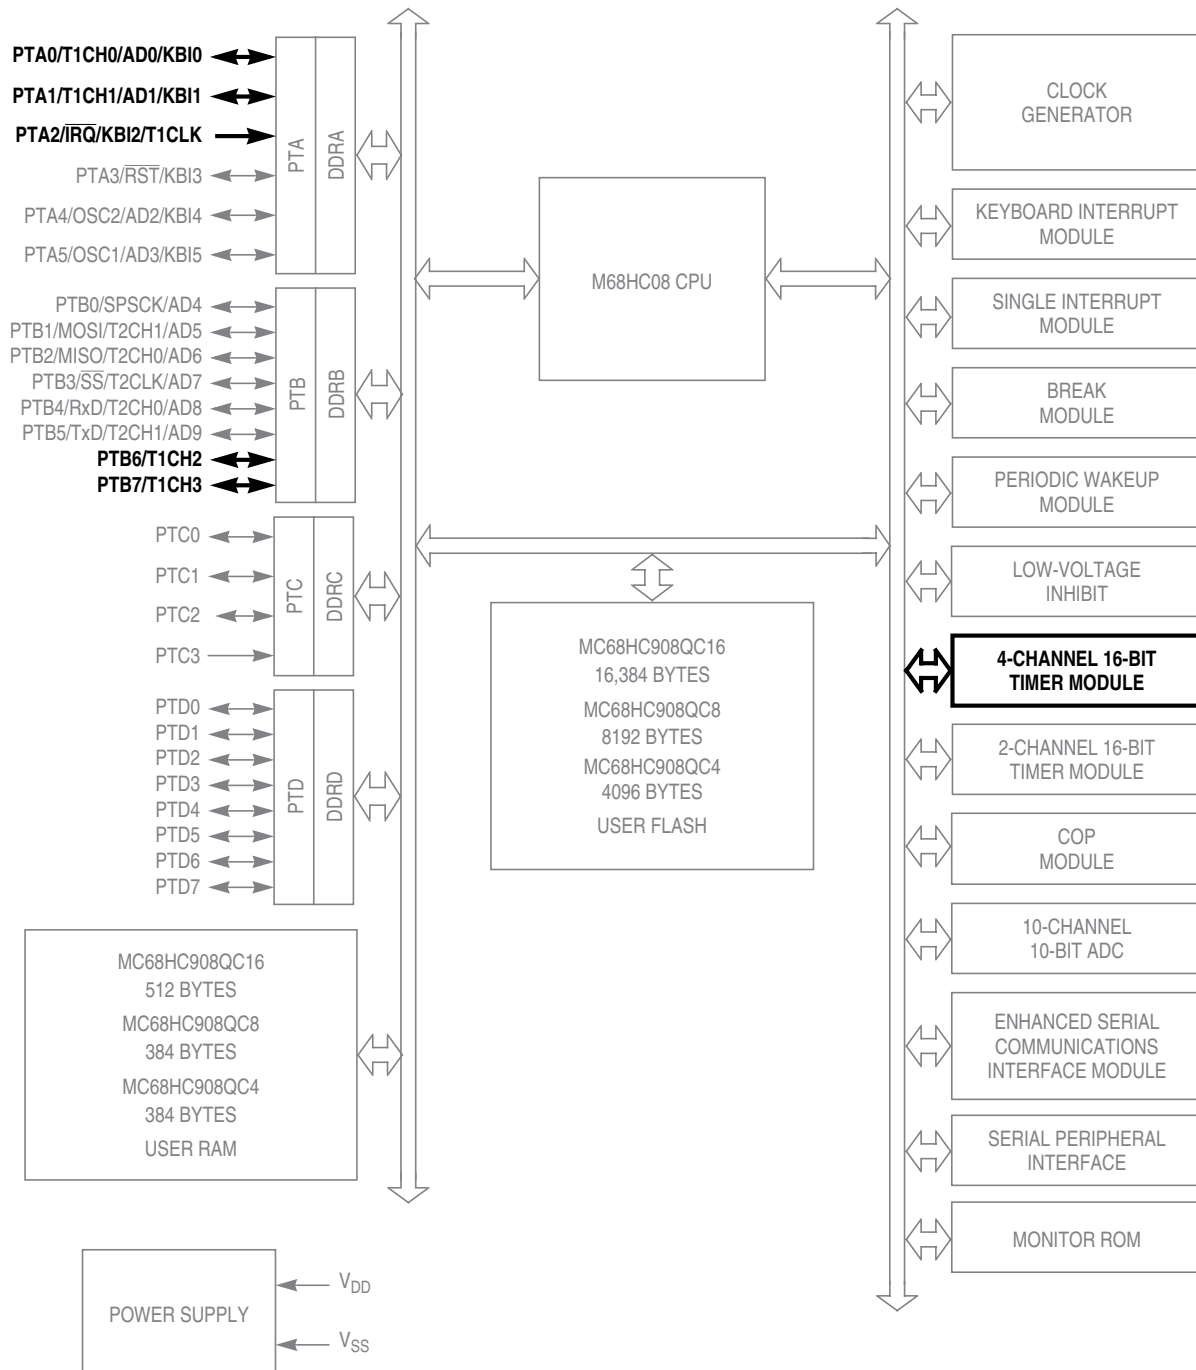 PTA0/T1CH0/AD0/KBI0
PTA1/T1CH1/AD1/KBI1
PTA2/I̅R̅Q̅/KBI2/T1CLK
PTA3/R̅S̅T̅/KBI3
PTA4/OSC2/AD2/KBI4
PTA5/OSC1/AD3/KBI5
PTA
DDRA
PTB0/SPSCK/AD4
PTB1/MOSI/T2CH1/AD5
PTB2/MISO/T2CH0/AD6
PTB3/S̅S̅/T2CLK/AD7
PTB4/RxD/T2CH0/AD8
PTB5/TxD/T2CH1/AD9
PTB6/T1CH2
PTB7/T1CH3
PTB
DDRB
PTC0
PTC1
PTC2
PTC3
PTC
DDRC
PTD0
PTD1
PTD2
PTD3
PTD4
PTD5
PTD6
PTD7
PTD
DDRD
MC68HC908QC16
512 BYTES
MC68HC908QC8
384 BYTES
MC68HC908QC4
384 BYTES
USER RAM
POWER SUPPLY
VDD
VSS
M68HC08 CPU
MC68HC908QC16
16,384 BYTES
MC68HC908QC8
8192 BYTES
MC68HC908QC4
4096 BYTES
USER FLASH
CLOCK
GENERATOR
KEYBOARD INTERRUPT
MODULE
SINGLE INTERRUPT
MODULE
BREAK
MODULE
PERIODIC WAKEUP
MODULE
LOW-VOLTAGE
INHIBIT
4-CHANNEL 16-BIT
TIMER MODULE
2-CHANNEL 16-BIT
TIMER MODULE
COP
MODULE
10-CHANNEL
10-BIT ADC
ENHANCED SERIAL
COMMUNICATIONS
INTERFACE MODULE
SERIAL PERIPHERAL
INTERFACE
MONITOR ROM